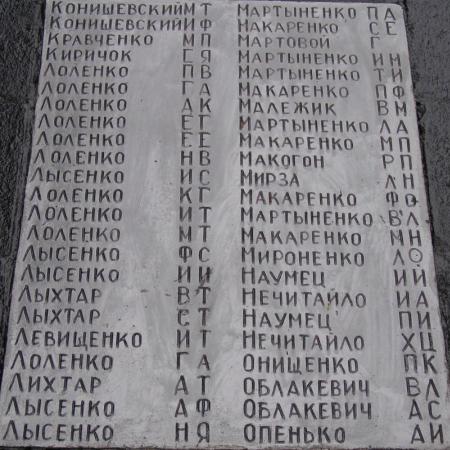 Конишевский М Т
Конишевский И Ф
Кравченко М П
Киричок Г Я
Лоленко П В
Лоленко Г А
Лоленко А К
Лоленко Е Г
Лоленко Е Е
Лоленко Н В
Лысенко И С
Лоленко К Г
Лоленко И Т
Лоленко М Т
Лысенко Ф С
Лысенко И И
Лыхтар В Т
Лыхтар С Т
Левищенко И Т
Лоленко Г А
Лихтар А Т
Лысенко А Ф
Лысенко Н Я
Мартыненко П А
Макаренко С Е
Мартовой Г
Мартыненко И Н
Мартыненко Т И
Макаренко П Ф
Малежик В М
Мартыненко Л А
Макаренко М П
Макогон Р П
Мирза Л Н
Макаренко Ф О
Мартыненко В Л
Макаренко М Н
Мироненко Л О
Наумец И Й
Нечитайло И А
Наумец П И
Нечитайло Х Ц
Онищенко П К
Облакевич В Л
Облакевич А С
Опенько А И